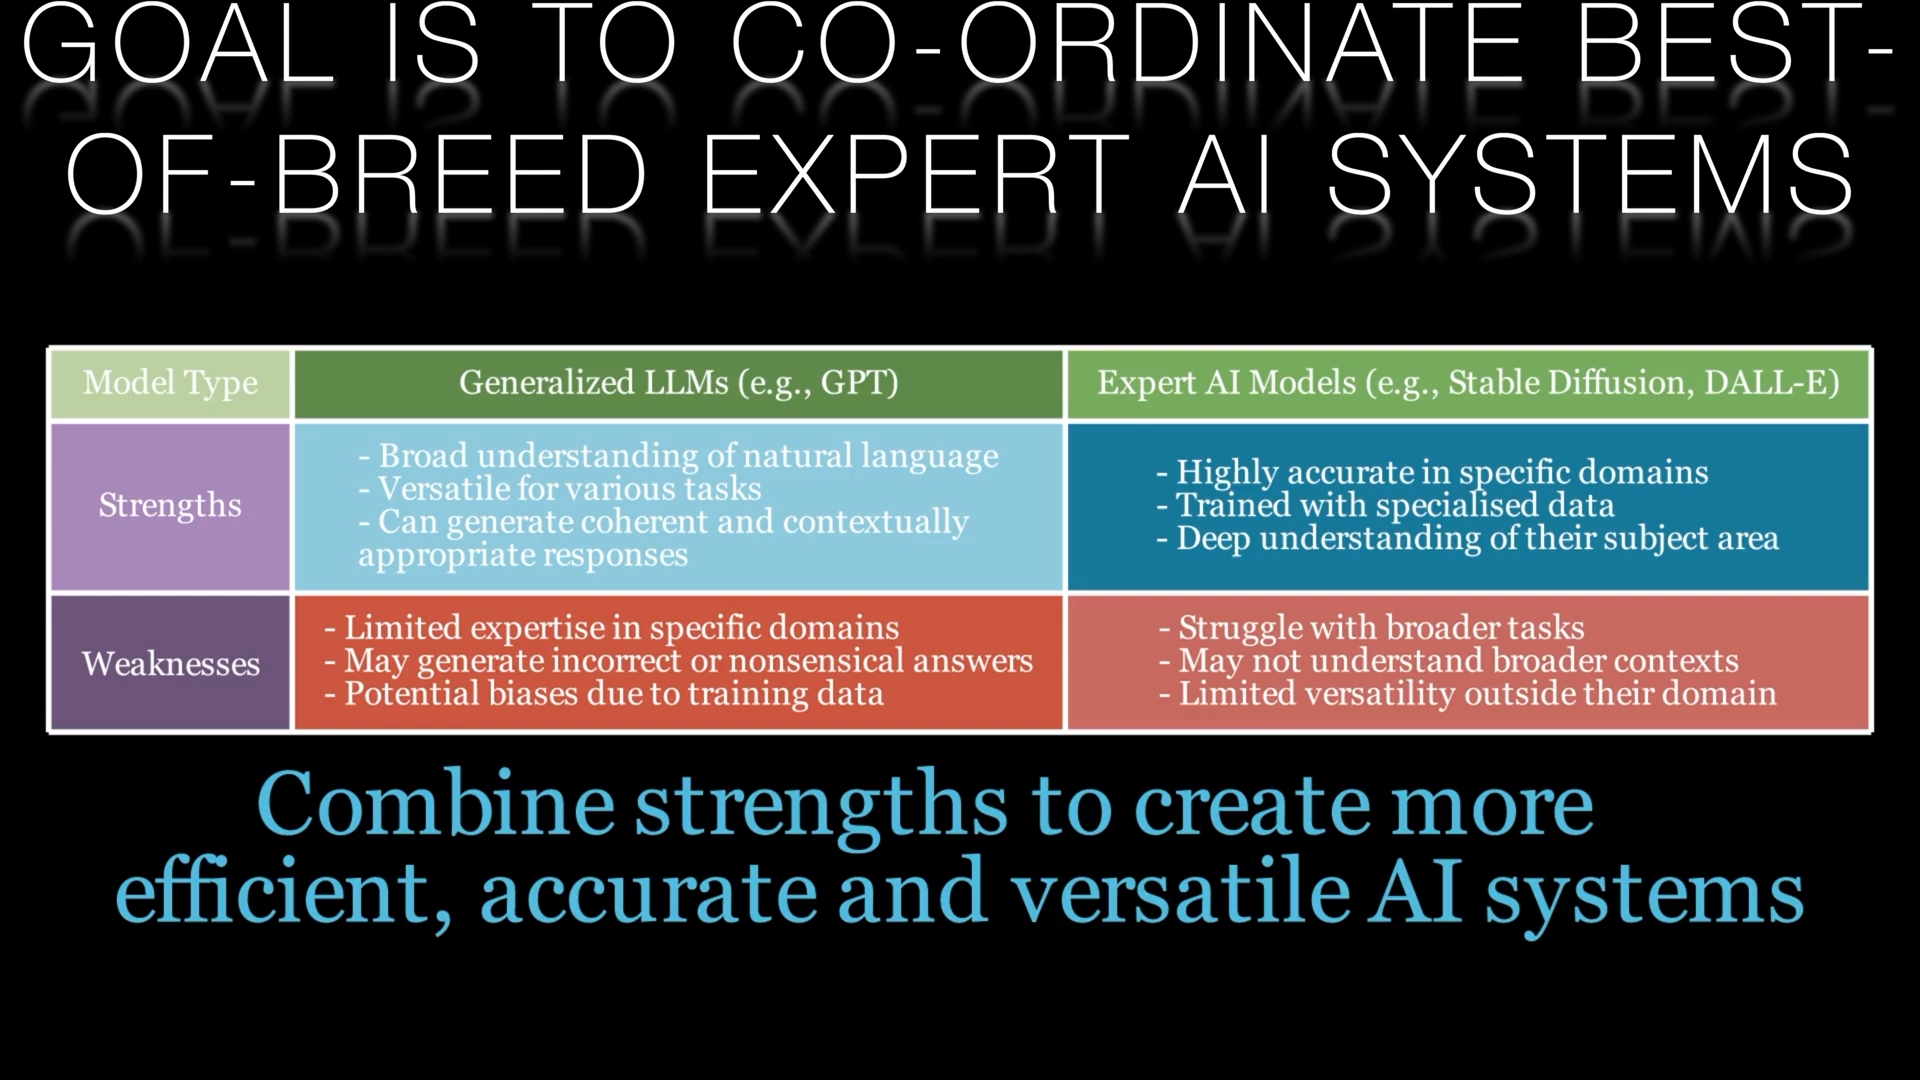 GOAL IS TO CO-ORDINATE BEST-
OF-BREED EXPERT AI SYSTEMS
Model Type
Generalized LLMs (e.g., GPT)
Expert AI Models (e.g., Stable Diffusion, DALL-E)
Strengths
- Broad understanding of natural language
- Versatile for various tasks
- Can generate coherent and contextually
appropriate responses
- Highly accurate in specific domains
- Trained with specialised data
- Deep understanding of their subject area
Weaknesses
- Limited expertise in specific domains
- May generate incorrect or nonsensical answers
- Potential biases due to training data
- Struggle with broader tasks
- May not understand broader contexts
- Limited versatility outside their domain
Combine strengths to create more
efficient, accurate and versatile AI systems